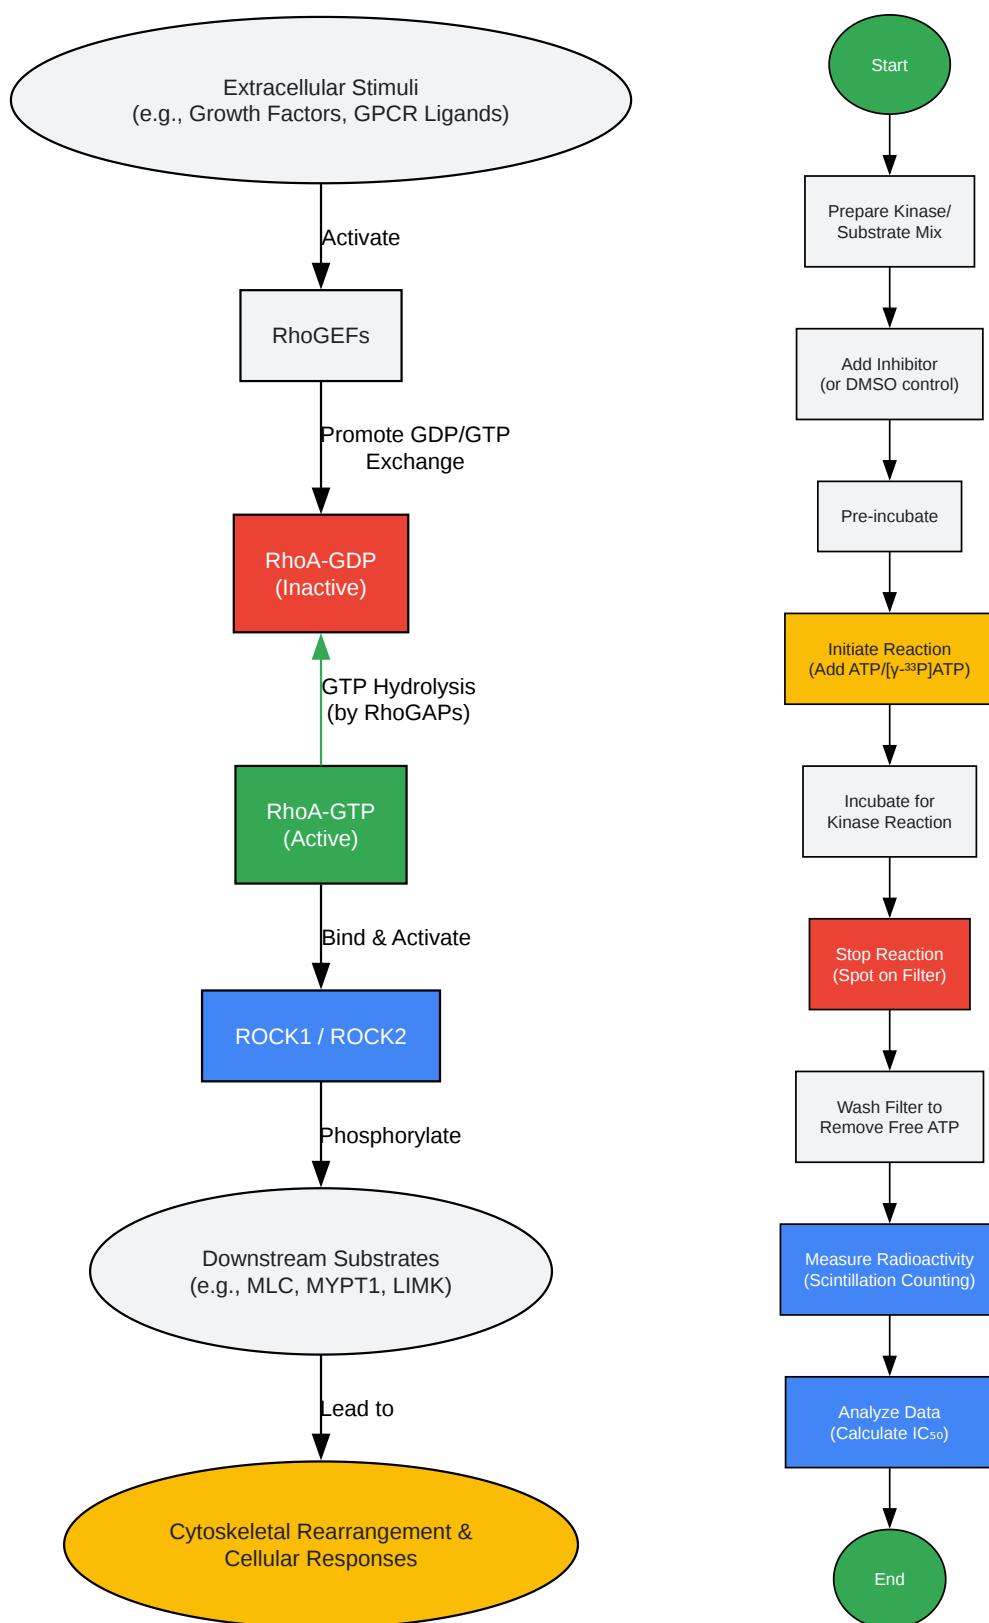 Extracellular Stimuli
(e.g., Growth Factors, GPCR Ligands)
Activate
RhoGEFs
Promote GDP/GTP
Exchange
RhoA-GDP
(Inactive)
GTP Hydrolysis
(by RhoGAPs)
RhoA-GTP
(Active)
Bind & Activate
ROCK1 / ROCK2
Phosphorylate
Downstream Substrates
(e.g., MLC, MYPT1, LIMK)
Lead to
Cytoskeletal Rearrangement &
Cellular Responses
Start
Prepare Kinase/
Substrate Mix
Add Inhibitor
(or DMSO control)
Pre-incubate
Initiate Reaction
(Add ATP/[γ-³³P]ATP)
Incubate for
Kinase Reaction
Stop Reaction
(Spot on Filter)
Wash Filter to
Remove Free ATP
Measure Radioactivity
(Scintillation Counting)
Analyze Data
(Calculate IC₅₀)
End